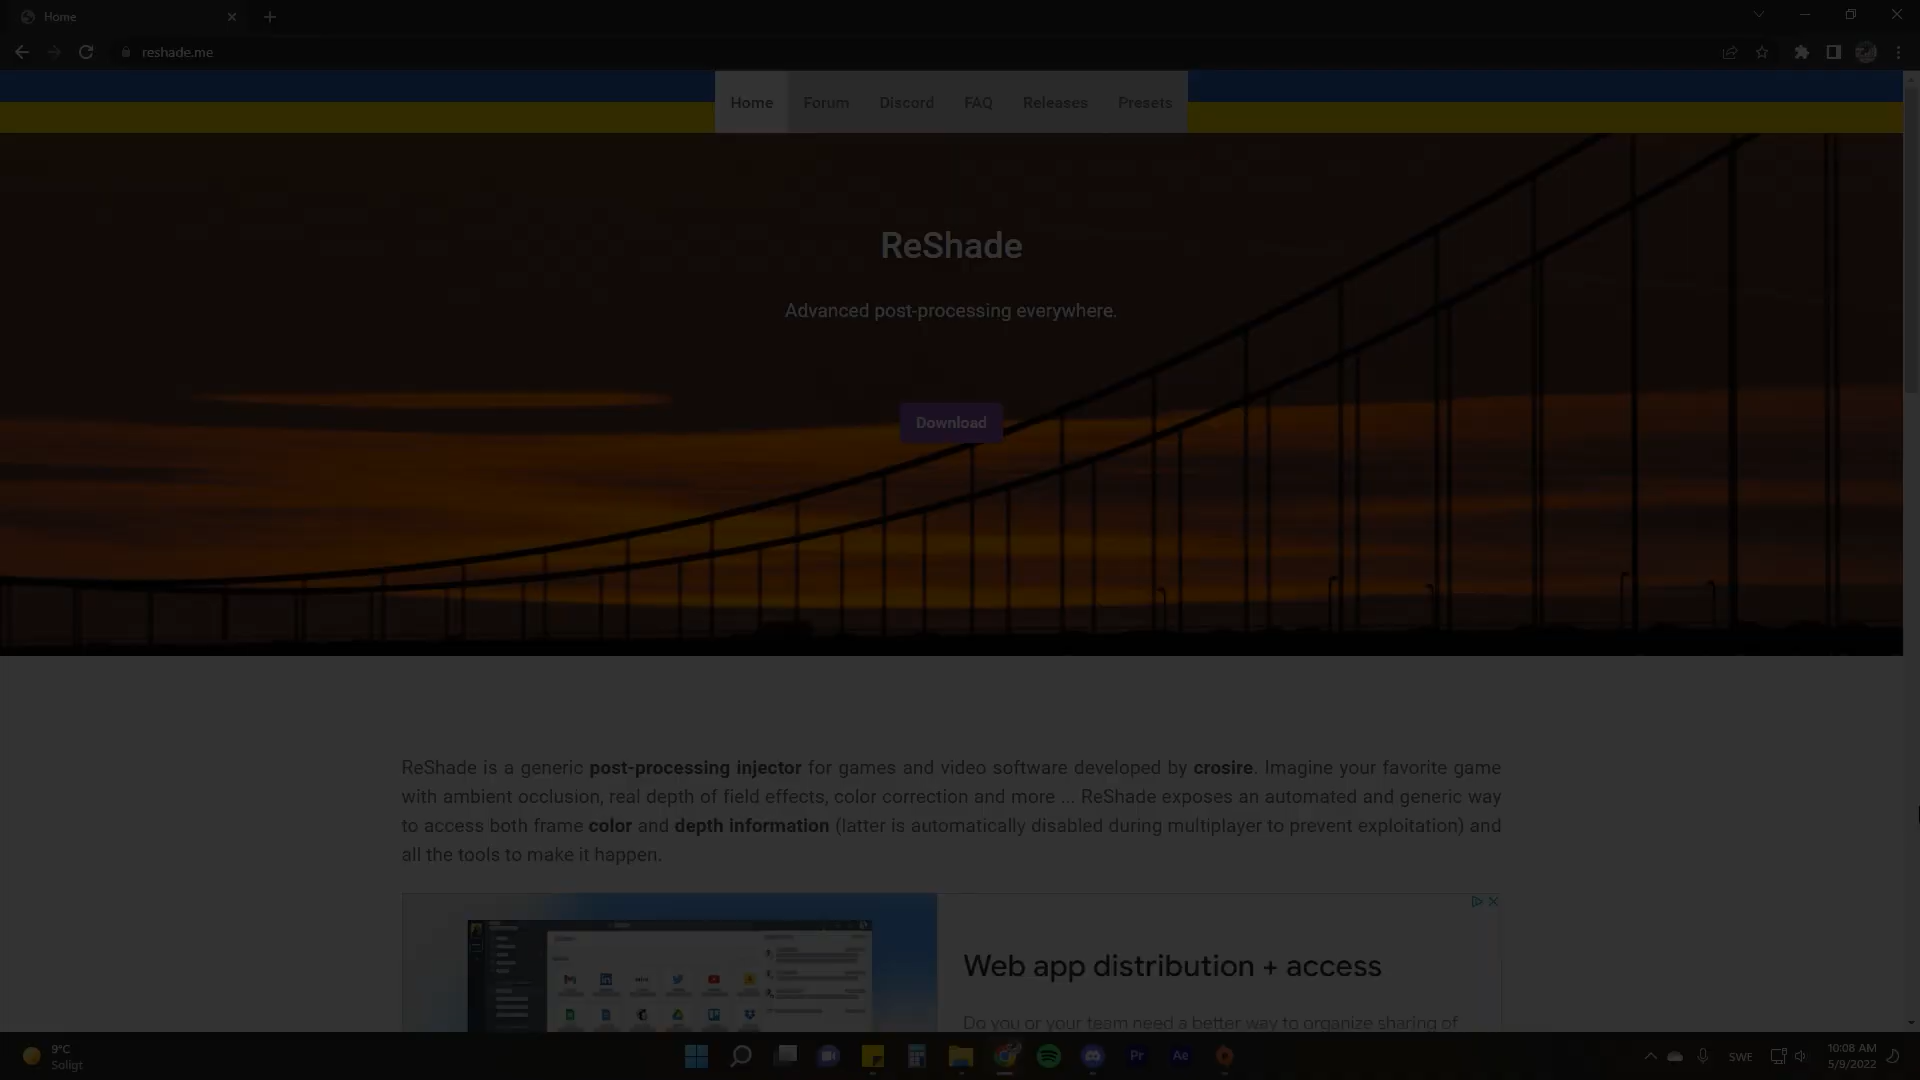 Home
reshade.me
Home Forum Discord FAQ Releases Presets
ReShade
Advanced post-processing everywhere.
Download
ReShade is a generic post-processing injector for games and video software developed by crosire. Imagine your favorite game
with ambient occlusion, real depth of field effects, color correction and more ... ReShade exposes an automated and generic way
to access both frame color and depth information (latter is automatically disabled during multiplayer to prevent exploitation) and
all the tools to make it happen.
Web app distribution + access
Do you or your team need a better way to organize sharing of
9°C
Soligt
Pr
Ae
SWE
10:08 AM
5/9/2022